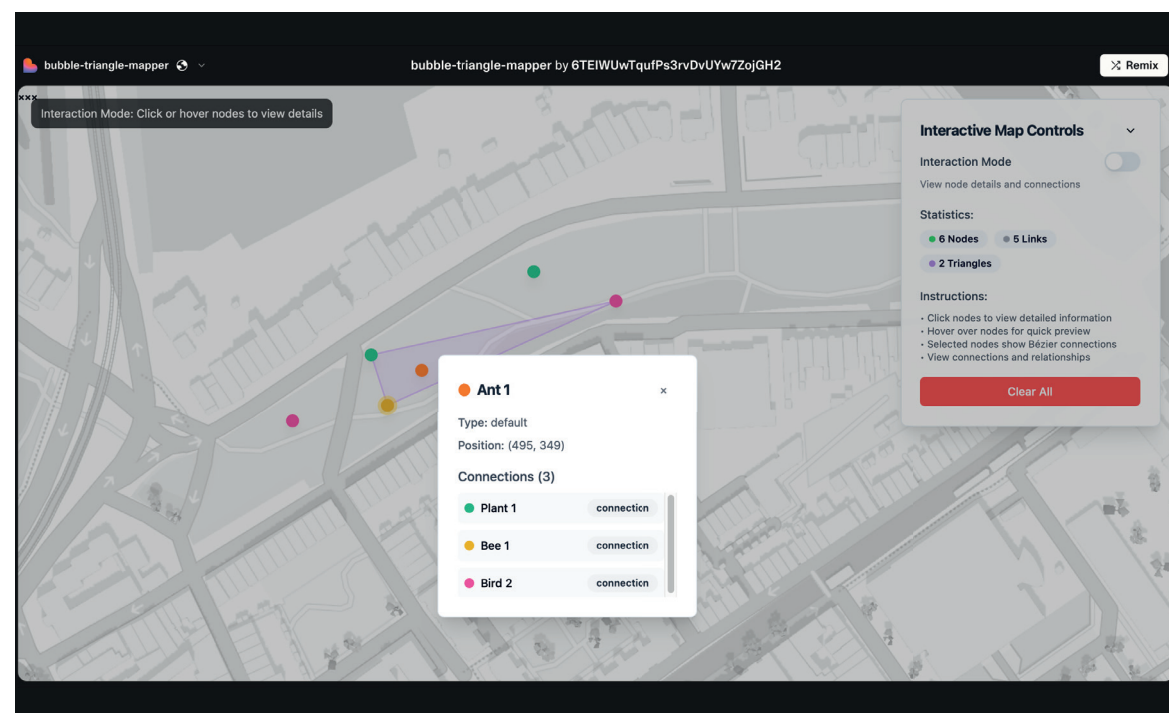 bubble-triangle-mapper
bubble-triangle-mapper by 6TEIWUwTqufPs3rvDvUYw7ZojGH2
Remix
×××
Interaction Mode: Click or hover nodes to view details
Interactive Map Controls
Interaction Mode
View node details and connections
Statistics:
6 Nodes
5 Links
2 Triangles
Instructions:
• Click nodes to view detailed information
• Hover over nodes for quick preview
• Selected nodes show Bézier connections
• View connections and relationships
Clear All
Ant 1
×
Type: default
Position: (495, 349)
Connections (3)
Plant 1 connection
Bee 1 connection
Bird 2 connection